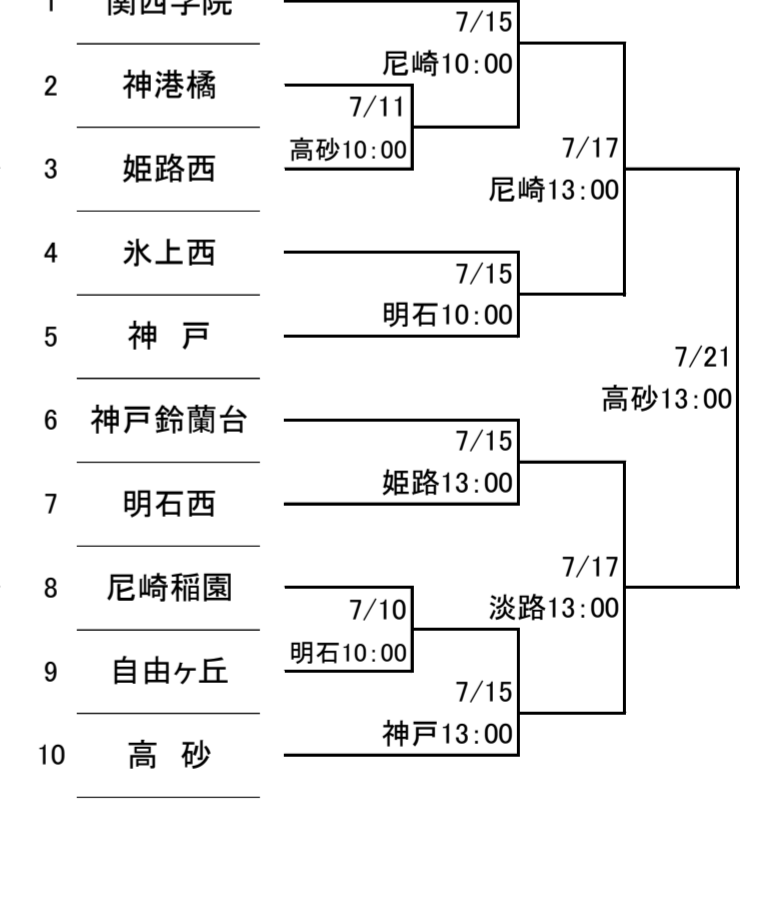 1 関西学院
7/15
尼崎10:00
2 神港橘
7/11
高砂10:00
3 姫路西
7/17
尼崎13:00
4 氷上西
7/15
明石10:00
5 神 戸
7/21
高砂13:00
6 神戸鈴蘭台
7/15
姫路13:00
7 明石西
7/17
淡路13:00
8 尼崎稲園
7/10
明石10:00
9 自由ヶ丘
7/15
神戸13:00
10 高 砂